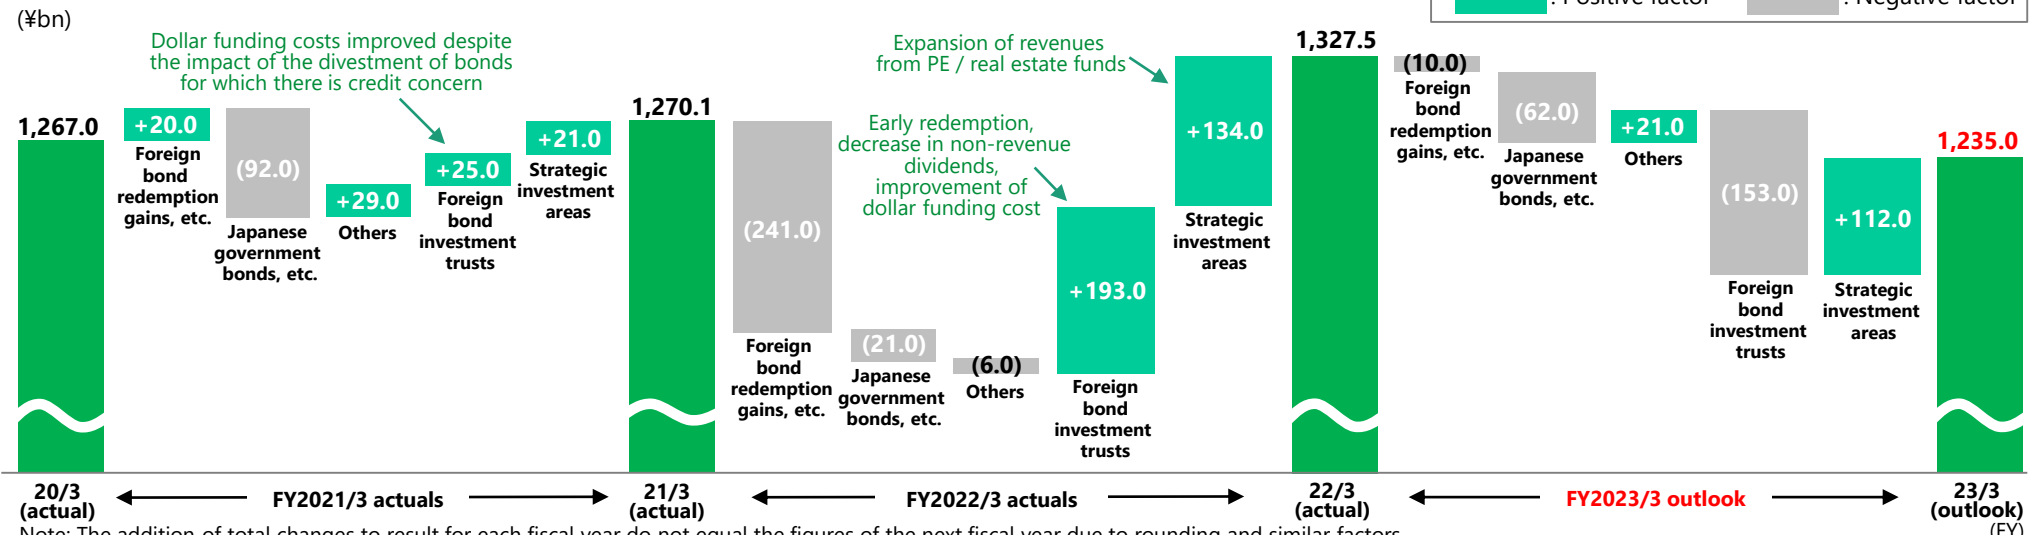 (¥bn)
: Positive factor
: Negative factor
Dollar funding costs improved despite
the impact of the divestment of bonds
for which there is credit concern
Expansion of revenues
from PE / real estate funds
Early redemption,
decrease in non-revenue
dividends,
improvement of
dollar funding cost
1,267.0
+20.0
Foreign
bond
redemption
gains, etc.
(92.0)
Japanese
government
bonds, etc.
+29.0
Others
+25.0
Foreign
bond
investment
trusts
+21.0
Strategic
investment
areas
1,270.1
(241.0)
Foreign
bond
redemption
gains, etc.
(21.0)
Japanese
government
bonds, etc.
(6.0)
Others
+193.0
Foreign
bond
investment
trusts
+134.0
Strategic
investment
areas
1,327.5
(10.0)
Foreign
bond
redemption
gains, etc.
(62.0)
Japanese
government
bonds, etc.
+21.0
Others
(153.0)
Foreign
bond
investment
trusts
+112.0
Strategic
investment
areas
1,235.0
20/3
(actual)
FY2021/3 actuals
21/3
(actual)
FY2022/3 actuals
22/3
(actual)
FY2023/3 outlook
23/3
(outlook)
(FY)
Note: The addition of total changes to result for each fiscal year do not equal the figures of the next fiscal year due to rounding and similar factors